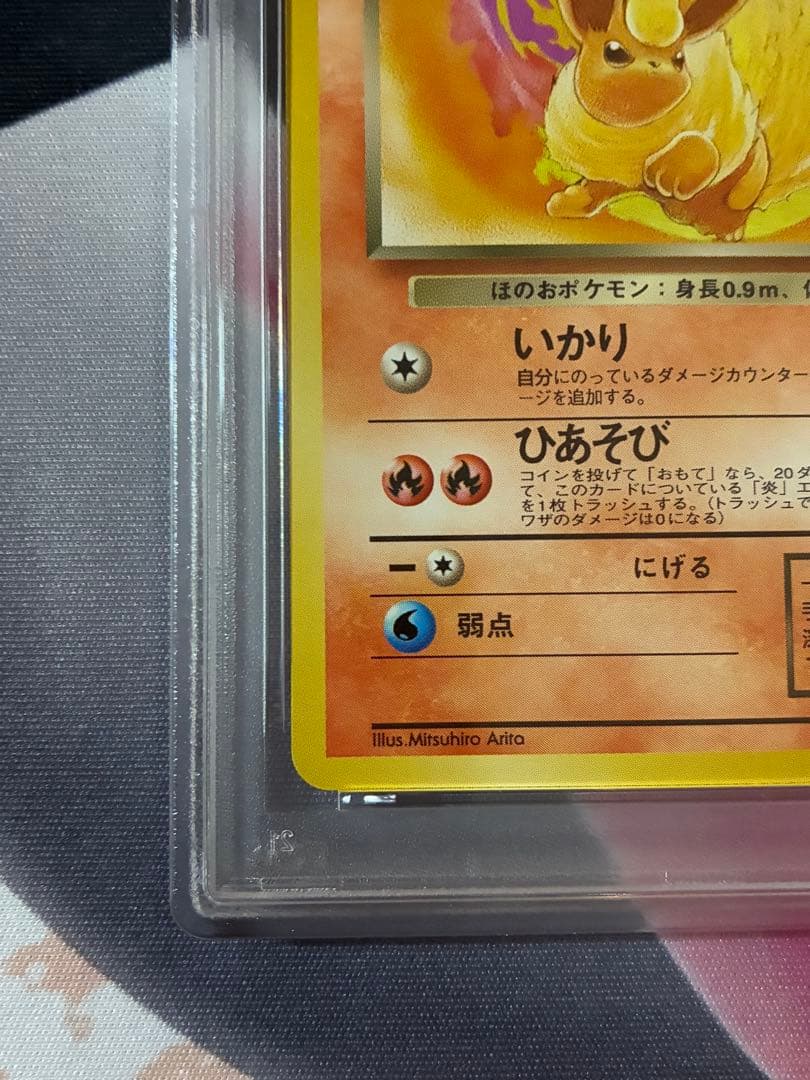 ほのおポケモン：身長0.9m、
いかり
自分にのっているダメージカウンター
ージを追加する。
ひあそび
コインを投げて「おもて」なら、20ダ
て、このカードについている「炎」エ
を1枚トラッシュする。（トラッシュで
ワザのダメージは0になる）
にげる
弱点
Illus.Mitsuhiro Arita